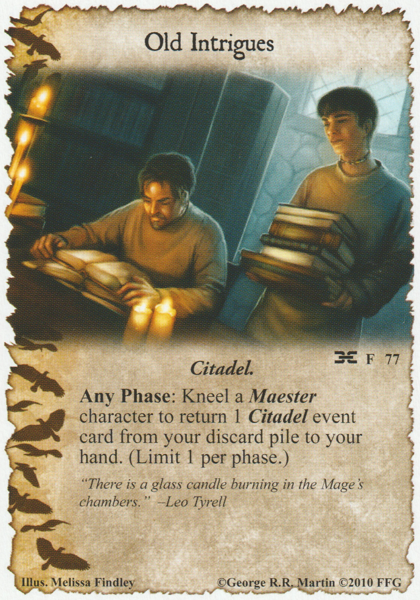 Old Intrigues
F 77
Citadel.
Any Phase: Kneel a Maester
character to return 1 Citadel event
card from your discard pile to your
hand. (Limit 1 per phase.)
“There is a glass candle burning in the Mage’s
chambers.” –Leo Tyrell
Illus. Melissa Findley ©George R.R. Martin ©2010 FFG